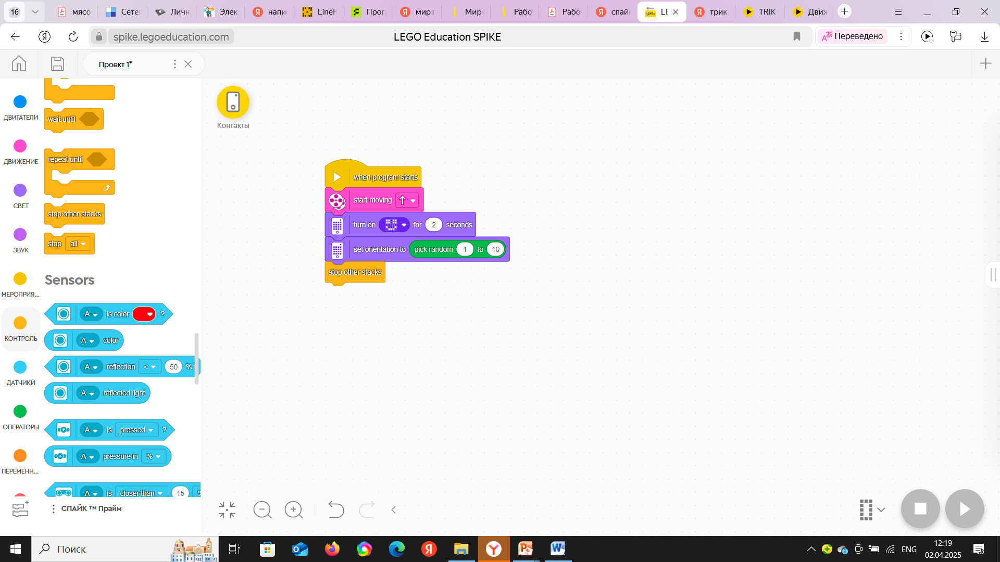 16
мясо
Сете
Личн
Элек
напи
LineF
Прог
мир п
Мир
Рабоч
Рабоч
спайк
LE
трик
TRIK
Движ
spike.legoeducation.com
LEGO Education SPIKE
Переведено
Проект 1*
ДВИГАТЕЛИ
ДВИЖЕНИЕ
СВЕТ
ЗВУК
МЕРОПРИЯ...
КОНТРОЛЬ
ДАТЧИКИ
ОПЕРАТОРЫ
ПЕРЕМЕНН...
wait until
repeat until
stop other stacks
stop all
Sensors
A is color ?
A color
A reflection < 50 %
A reflected light
A is pressed ?
A pressure in %
A is closer than 15 %
СПАЙК ™ Прайм
Контакты
when program starts
start moving
turn on for 2 seconds
set orientation to pick random 1 to 10
stop other stacks
Поиск
ENG
12:19
02.04.2025